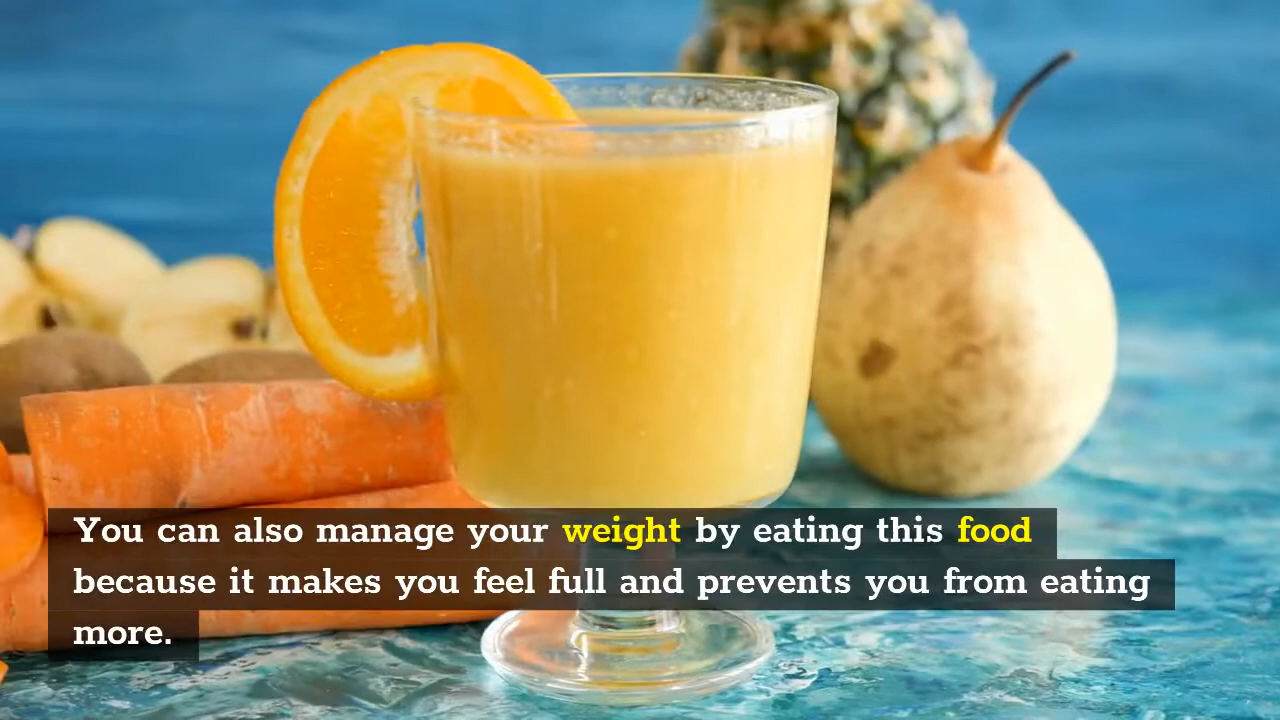 You can also manage your weight by eating this food
because it makes you feel full and prevents you from eating
more.